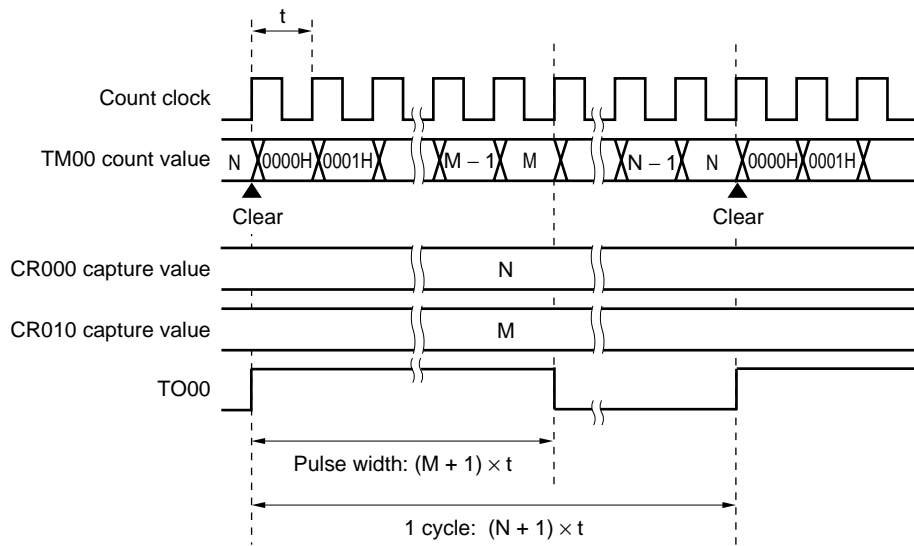 t
Count clock
TM00 count value N 0000H 0001H M – 1 M N – 1 N 0000H 0001H
Clear Clear
CR000 capture value N
CR010 capture value M
TO00
Pulse width: (M + 1) × t
1 cycle: (N + 1) × t